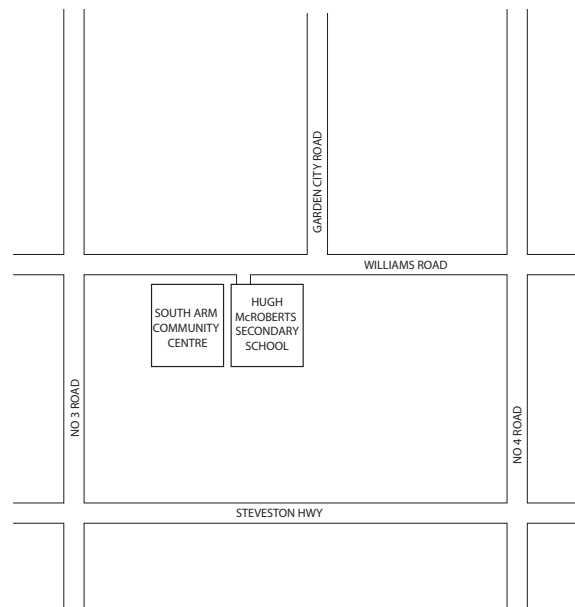 GARDEN CITY ROAD
WILLIAMS ROAD
SOUTH ARM
COMMUNITY
CENTRE
HUGH
McROBERTS
SECONDARY
SCHOOL
NO 3 ROAD
NO 4 ROAD
STEVESTON HWY